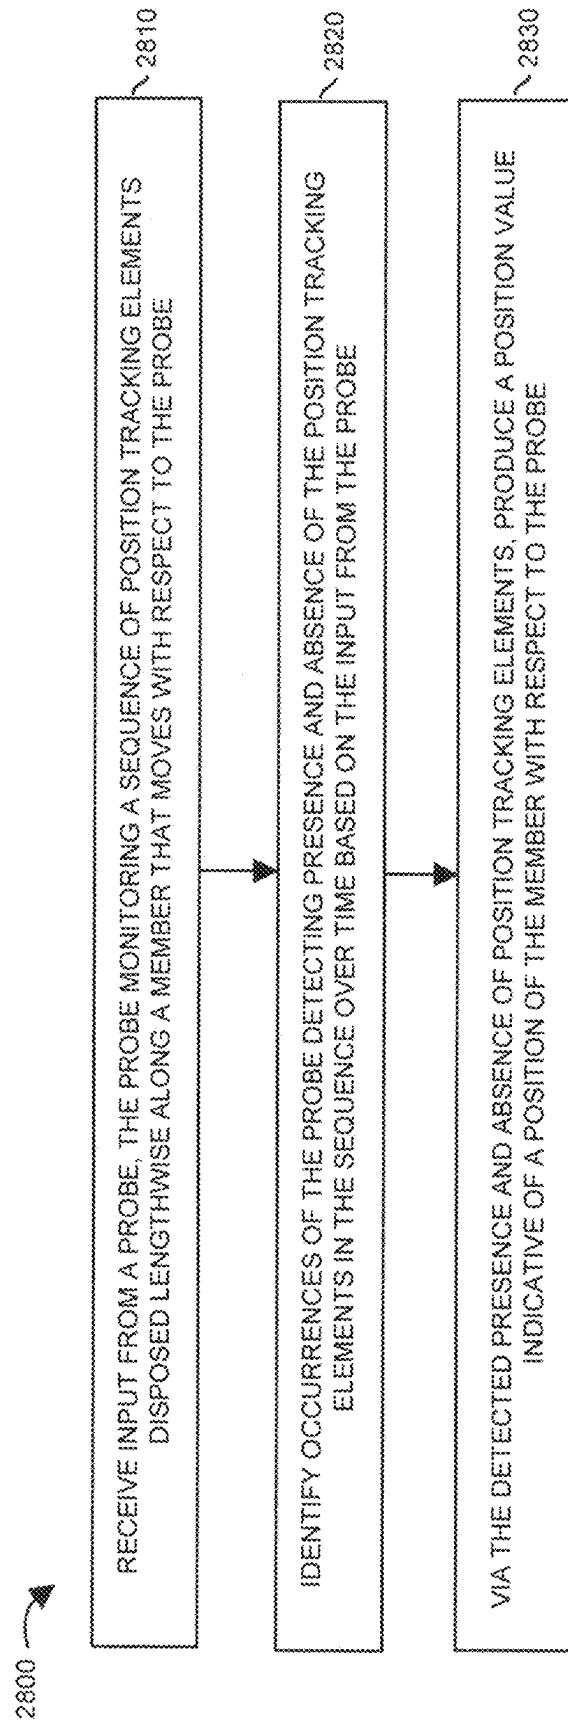 2800
RECEIVE INPUT FROM A PROBE, THE PROBE MONITORING A SEQUENCE OF POSITION TRACKING ELEMENTS
DISPOSED LENGTHWISE ALONG A MEMBER THAT MOVES WITH RESPECT TO THE PROBE
2810
IDENTIFY OCCURRENCES OF THE PROBE DETECTING PRESENCE AND ABSENCE OF THE POSITION TRACKING
ELEMENTS IN THE SEQUENCE OVER TIME BASED ON THE INPUT FROM THE PROBE
2820
VIA THE DETECTED PRESENCE AND ABSENCE OF POSITION TRACKING ELEMENTS, PRODUCE A POSITION VALUE
INDICATIVE OF A POSITION OF THE MEMBER WITH RESPECT TO THE PROBE
2830